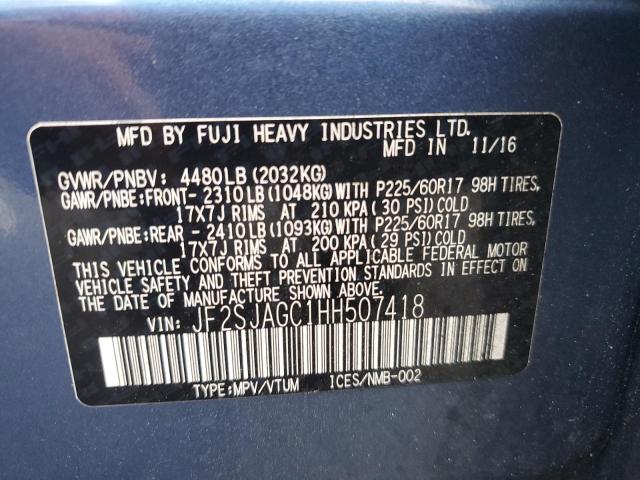 MFD BY FUJI HEAVY INDUSTRIES LTD.
MFD IN 11/16
GVWR/PNBV: 4480LB (2032KG)
GAWR/PNBE:FRONT- 2310LB (1048KG) WITH P225/60R17 98H TIRES,
17X7J RIMS AT 210 KPA (30 PSI) COLD
GAWR/PNBE:REAR - 2410LB (1093KG) WITH P225/60R17 98H TIRES,
17X7J RIMS AT 200 KPA (29 PSI) COLD
THIS VEHICLE CONFORMS TO ALL APPLICABLE FEDERAL MOTOR
VEHICLE SAFETY AND THEFT PREVENTION STANDARDS IN EFFECT ON
THE DATE OF MANUFACTURE SHOWN ABOVE.
VIN: JF2SJAGC1HH507418
TYPE:MPV/VTUM ICES/NMB-002